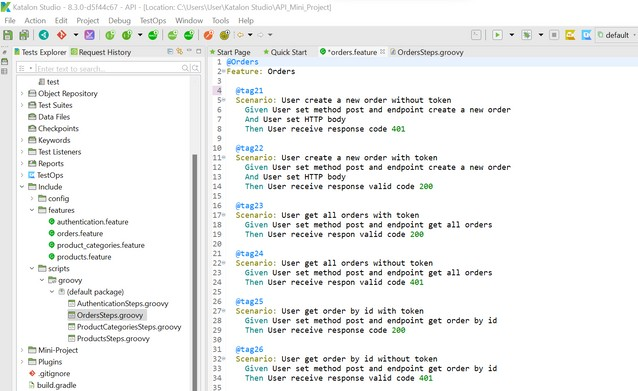 Katalon Studio - 8.3.0-d5f44c67 - API - [Location: C:\Users\User\Katalon Studio\API_Mini_Project]
File Action Edit Project Debug TestOps Window Tools Help
default
Tests Explorer Request History
Enter text to search...
test
Object Repository
Test Suites
Data Files
Checkpoints
Keywords
Test Listeners
Reports
TestOps
Include
config
features
authentication.feature
orders.feature
product_categories.feature
products.feature
scripts
groovy
(default package)
AuthenticationSteps.groovy
OrdersSteps.groovy
ProductCategoriesSteps.groovy
ProductsSteps.groovy
Mini-Project
Plugins
.gitignore
build.gradle
Start Page Quick Start *orders.feature OrdersSteps.groovy
1 @Orders
2 Feature: Orders
3
4 @tag21
5 Scenario: User create a new order without token
6 Given User set method post and endpoint create a new order
7 And User set HTTP body
8 Then User receive response code 401
9
10 @tag22
11 Scenario: User create a new order with token
12 Given User set method post and endpoint create a new order
13 And User set HTTP body
14 Then User receive response valid code 200
15
16 @tag23
17 Scenario: User get all orders with token
18 Given User set method post and endpoint get all orders
19 Then User receive respon valid code 200
20
21 @tag24
22 Scenario: User get all orders without token
23 Given User set method post and endpoint get all orders
24 Then User receive respon valid code 401
25
26 @tag25
27 Scenario: User get order by id with token
28 Given User set method post and endpoint get order by id
29 Then User receive response code 200
30
31 @tag26
32 Scenario: User get order by id without token
33 Given User set method post and endpoint get order by id
34 Then User receive response valid code 401
35